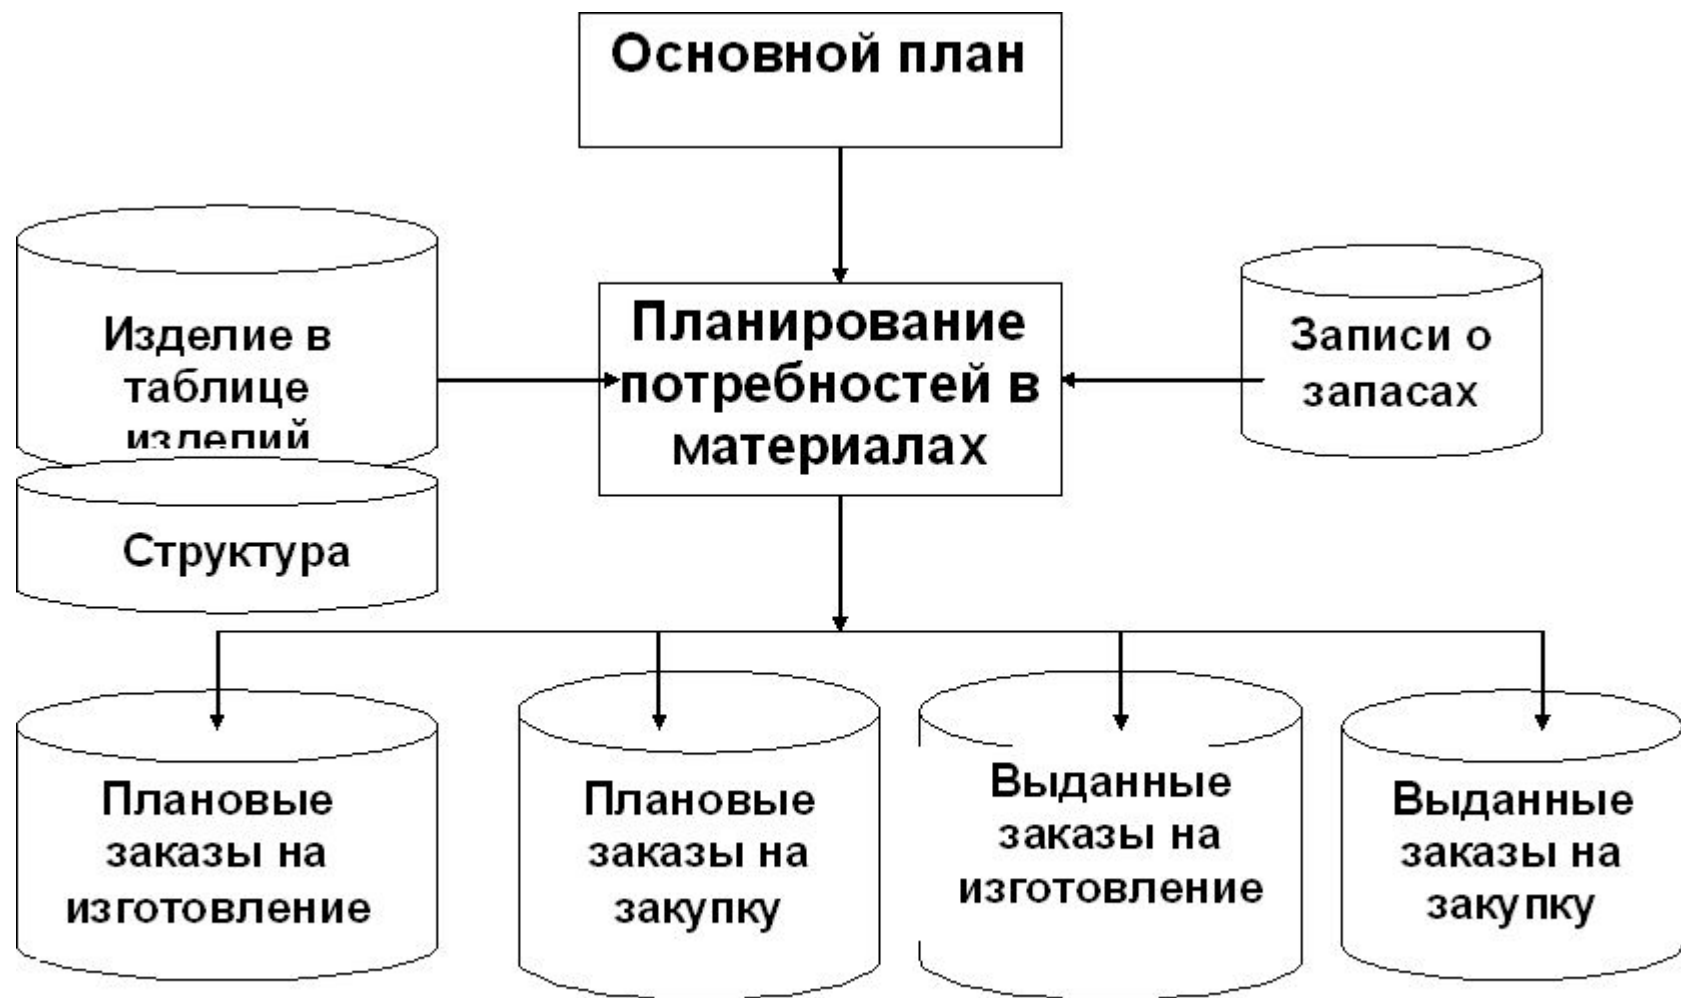 Основной план
Изделие в
таблице
изделий
Структура
Планирование
потребностей в
материалах
Записи о
запасах
Плановые
заказы на
изготовление
Плановые
заказы на
закупку
Выданные
заказы на
изготовление
Выданные
заказы на
закупку